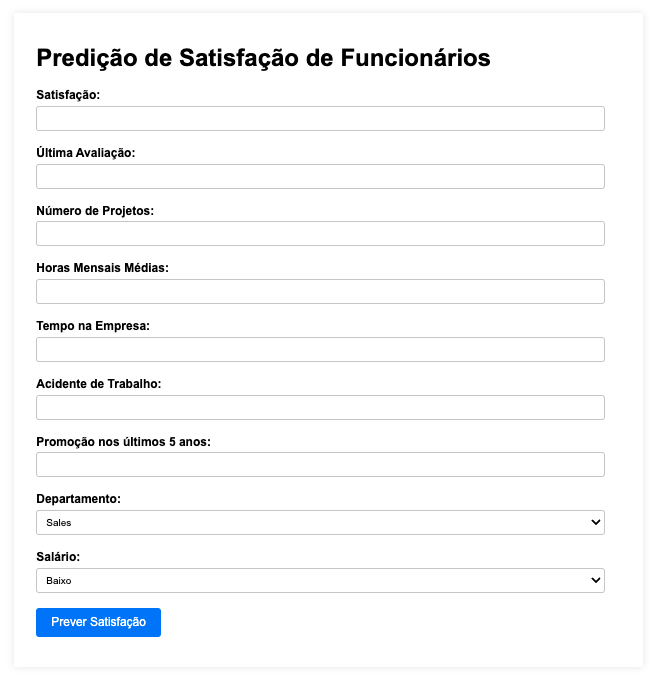 Predição de Satisfação de Funcionários
Satisfação:
Última Avaliação:
Número de Projetos:
Horas Mensais Médias:
Tempo na Empresa:
Acidente de Trabalho:
Promoção nos últimos 5 anos:
Departamento:
Sales
Salário:
Baixo
Prever Satisfação